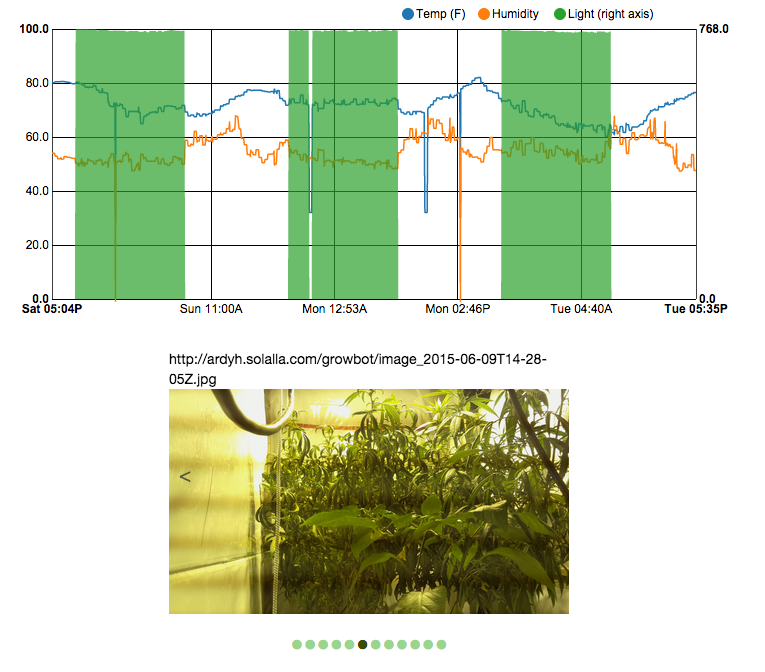 Temp (F) Humidity Light (right axis)
100.0 768.0
80.0
60.0
40.0
20.0
0.0 0.0
Sat 05:04P Sun 11:00A Mon 12:53A Mon 02:46P Tue 04:40A Tue 05:35P
http://ardyh.solalla.com/growbot/image_2015-06-09T14-28-
05Z.jpg
<